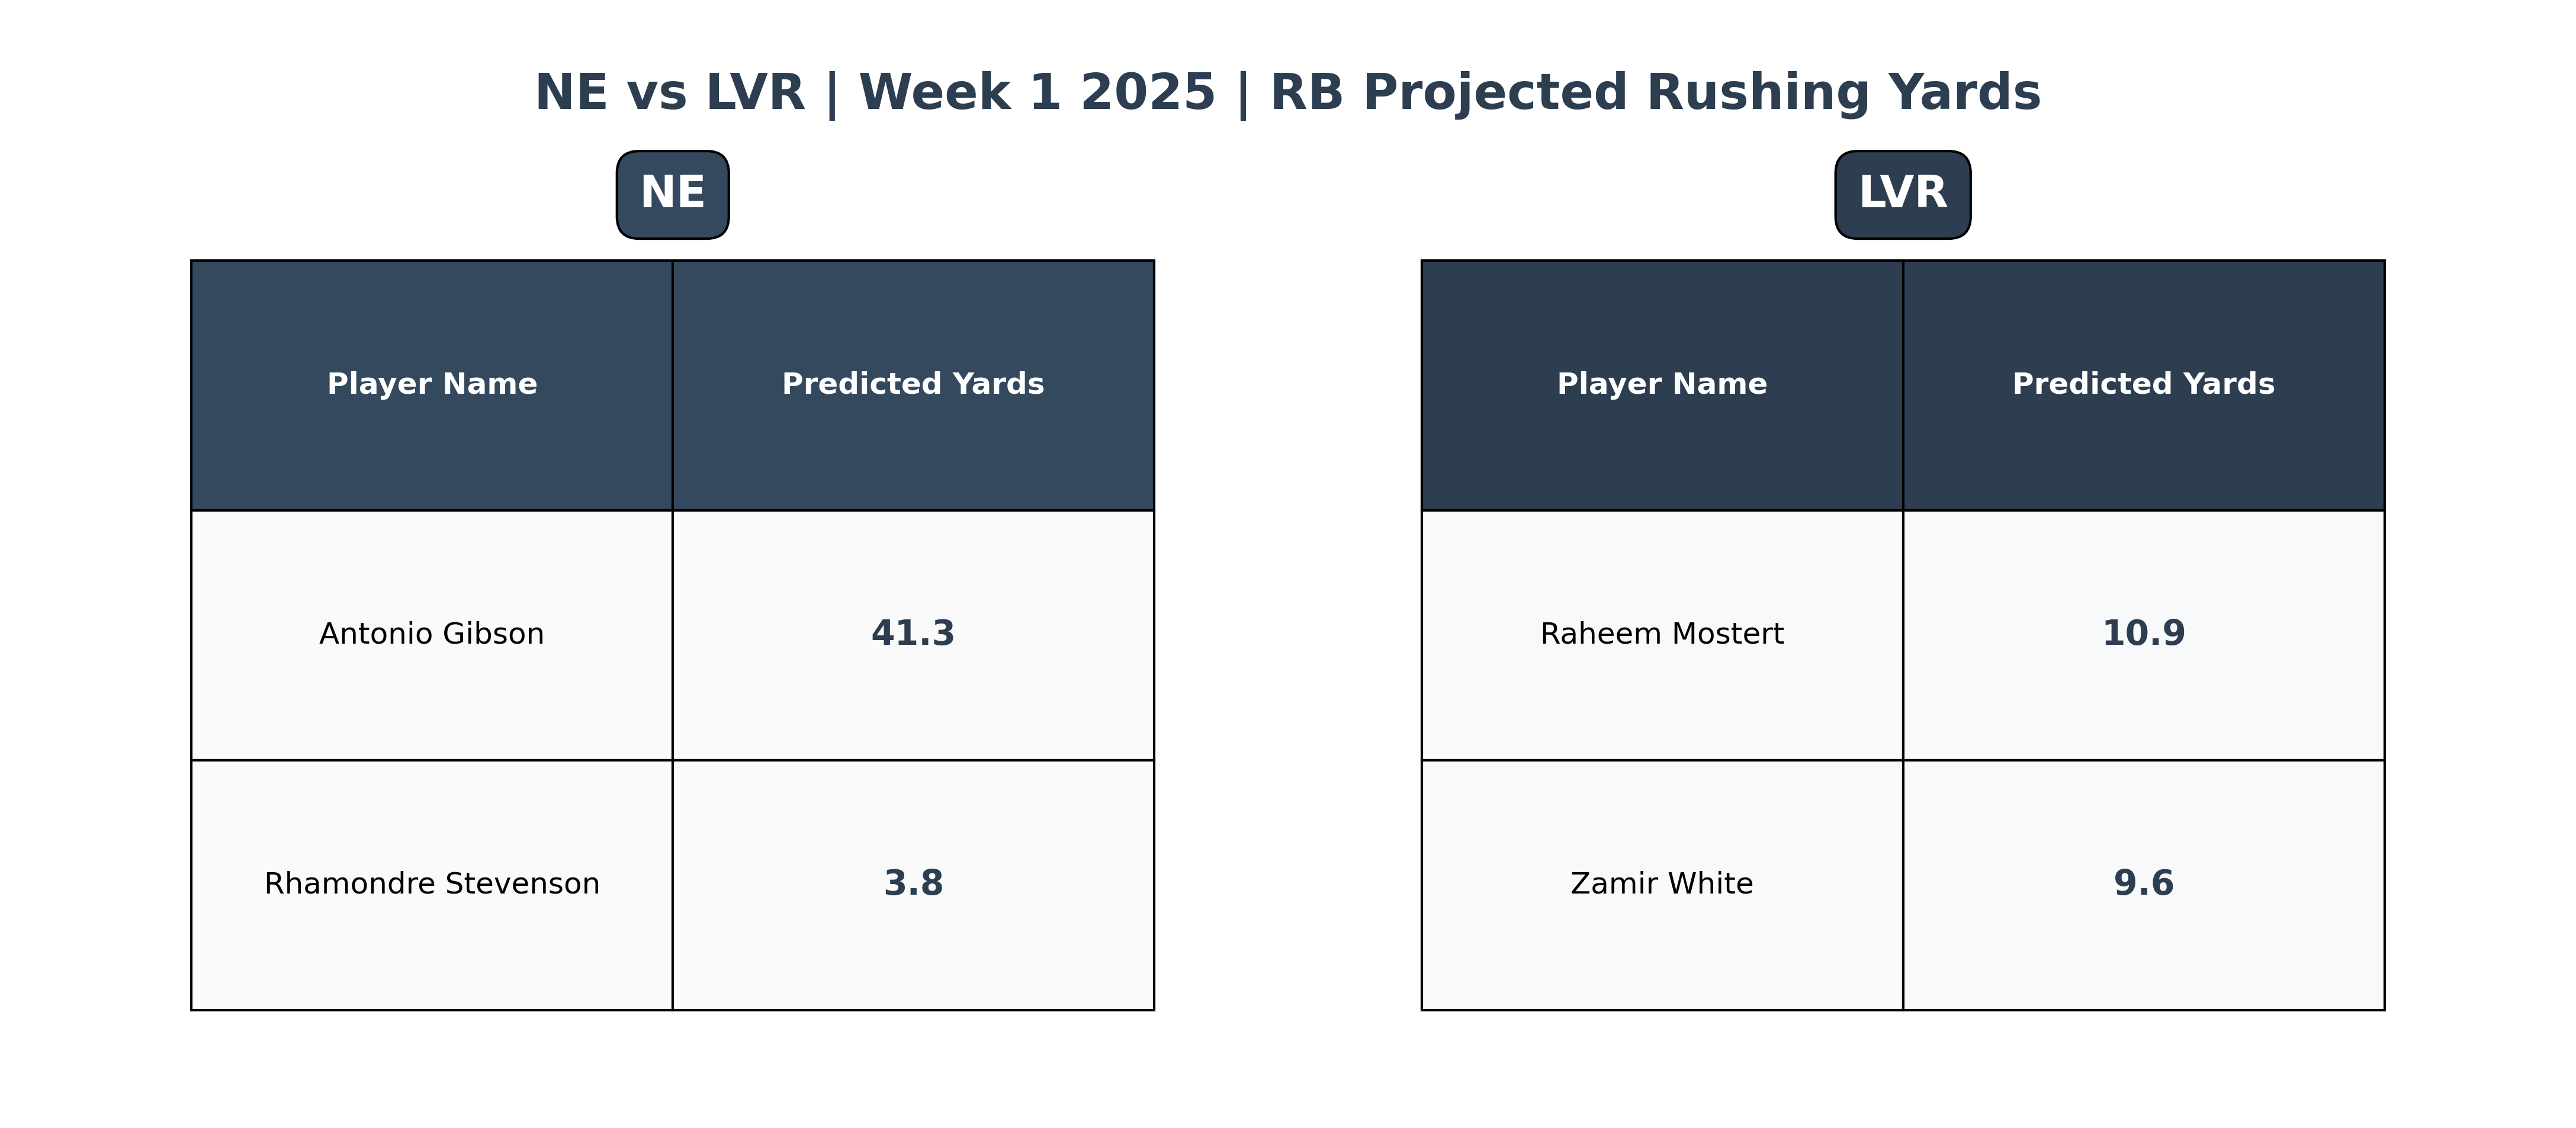 NE vs LVR | Week 1 2025 | RB Projected Rushing Yards
NE
Player Name Predicted Yards
Antonio Gibson 41.3
Rhamondre Stevenson 3.8
LVR
Player Name Predicted Yards
Raheem Mostert 10.9
Zamir White 9.6